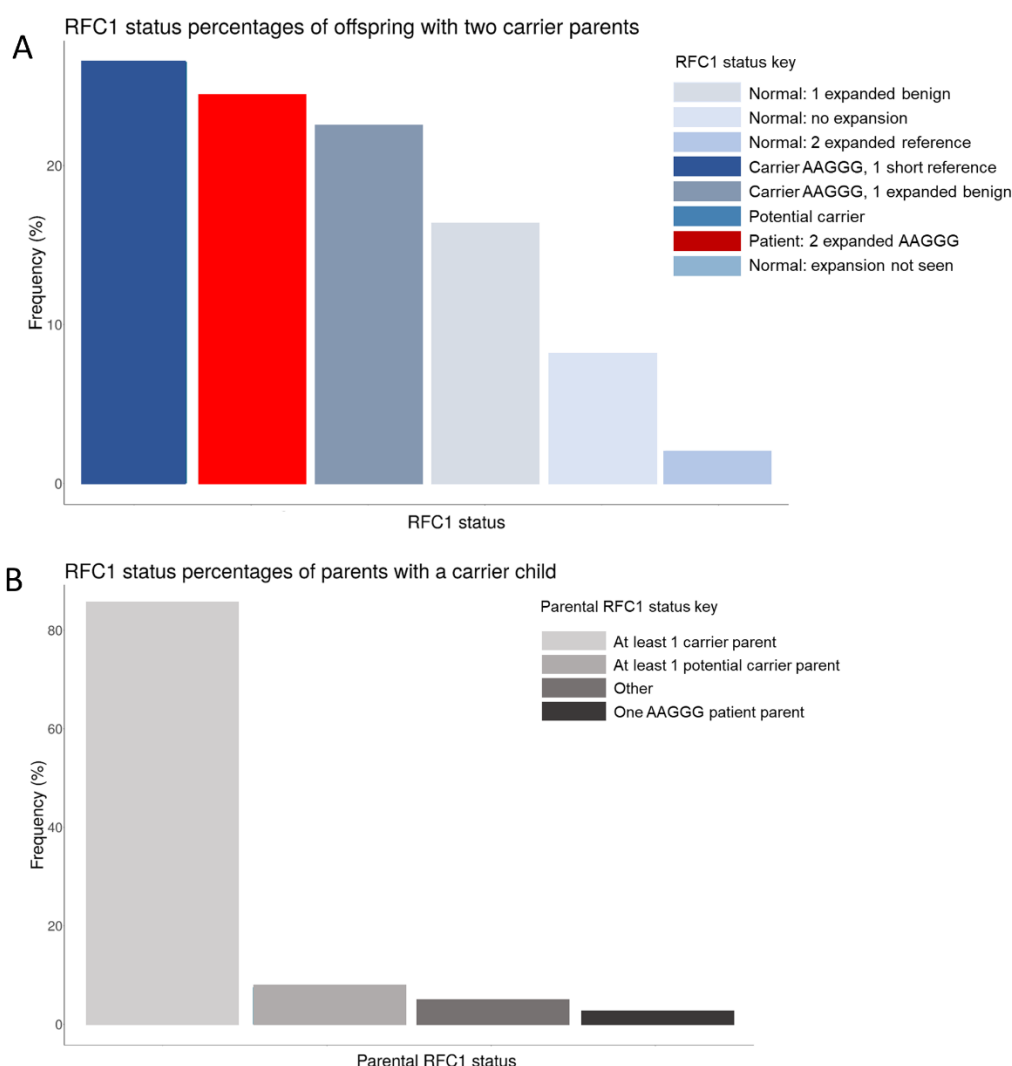 A
RFC1 status percentages of offspring with two carrier parents
RFC1 status key
Normal: 1 expanded benign
Normal: no expansion
Normal: 2 expanded reference
Carrier AAGGG, 1 short reference
Carrier AAGGG, 1 expanded benign
Potential carrier
Patient: 2 expanded AAGGG
Normal: expansion not seen
Frequency (%)
20
10
0
RFC1 status
B
RFC1 status percentages of parents with a carrier child
Parental RFC1 status key
At least 1 carrier parent
At least 1 potential carrier parent
Other
One AAGGG patient parent
Frequency (%)
80
60
40
20
0
Parental RFC1 status